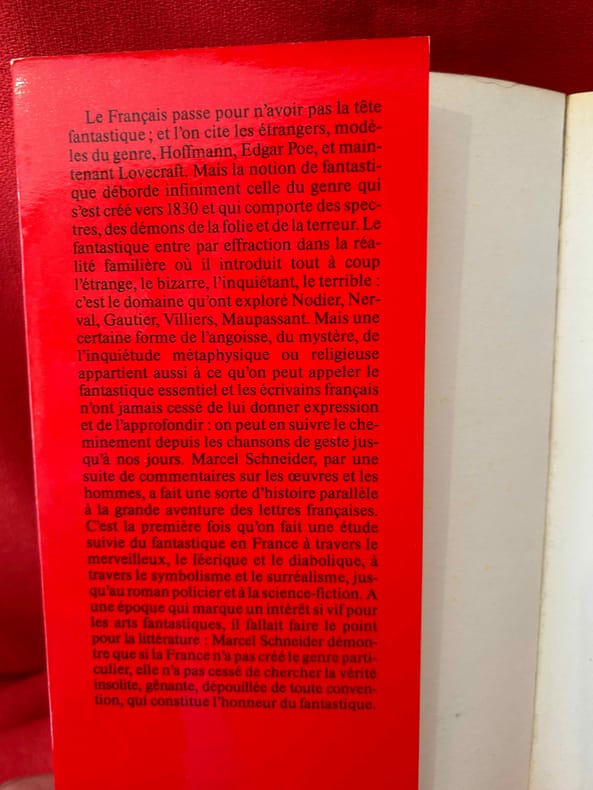 Le Français passe pour n'avoir pas la tête
fantastique ; et l'on cite les étrangers, modè-
les du genre, Hoffmann, Edgar Poe, et main-
tenant Lovecraft. Mais la notion de fantasti-
que déborde infiniment celle du genre qui
s'est créé vers 1830 et qui comporte des spec-
tres, des démons de la folie et de la terreur. Le
fantastique entre par effraction dans la réa-
lité familière où il introduit tout à coup
l'étrange, le bizarre, l'inquiétant, le terrible :
c'est le domaine qu'ont exploré Nodier, Ner-
val, Gautier, Villiers, Maupassant. Mais une
certaine forme de l'angoisse, du mystère, de
l'inquiétude métaphysique ou religieuse
appartient aussi à ce qu'on peut appeler le
fantastique essentiel et les écrivains français
n'ont jamais cessé de lui donner expression
et de l'approfondir : on peut en suivre le che-
minement depuis les chansons de geste jus-
qu'à nos jours. Marcel Schneider, par une
suite de commentaires sur les œuvres et les
hommes, a fait une sorte d'histoire parallèle
à la grande aventure des lettres françaises.
C'est la première fois qu'on fait une étude
suivie du fantastique en France à travers le
merveilleux, le féerique et le diabolique, à
travers le symbolisme et le surréalisme, jus-
qu'au roman policier et à la science-fiction. A
une époque qui marque un intérêt si vif pour
les arts fantastiques, il fallait faire le point
pour la littérature : Marcel Schneider démon-
tre que si la France n'a pas créé le genre parti-
culier, elle n'a pas cessé de chercher la vérité
insolite, gênante, dépouillée de toute conven-
tion, qui constitue l'honneur du fantastique.